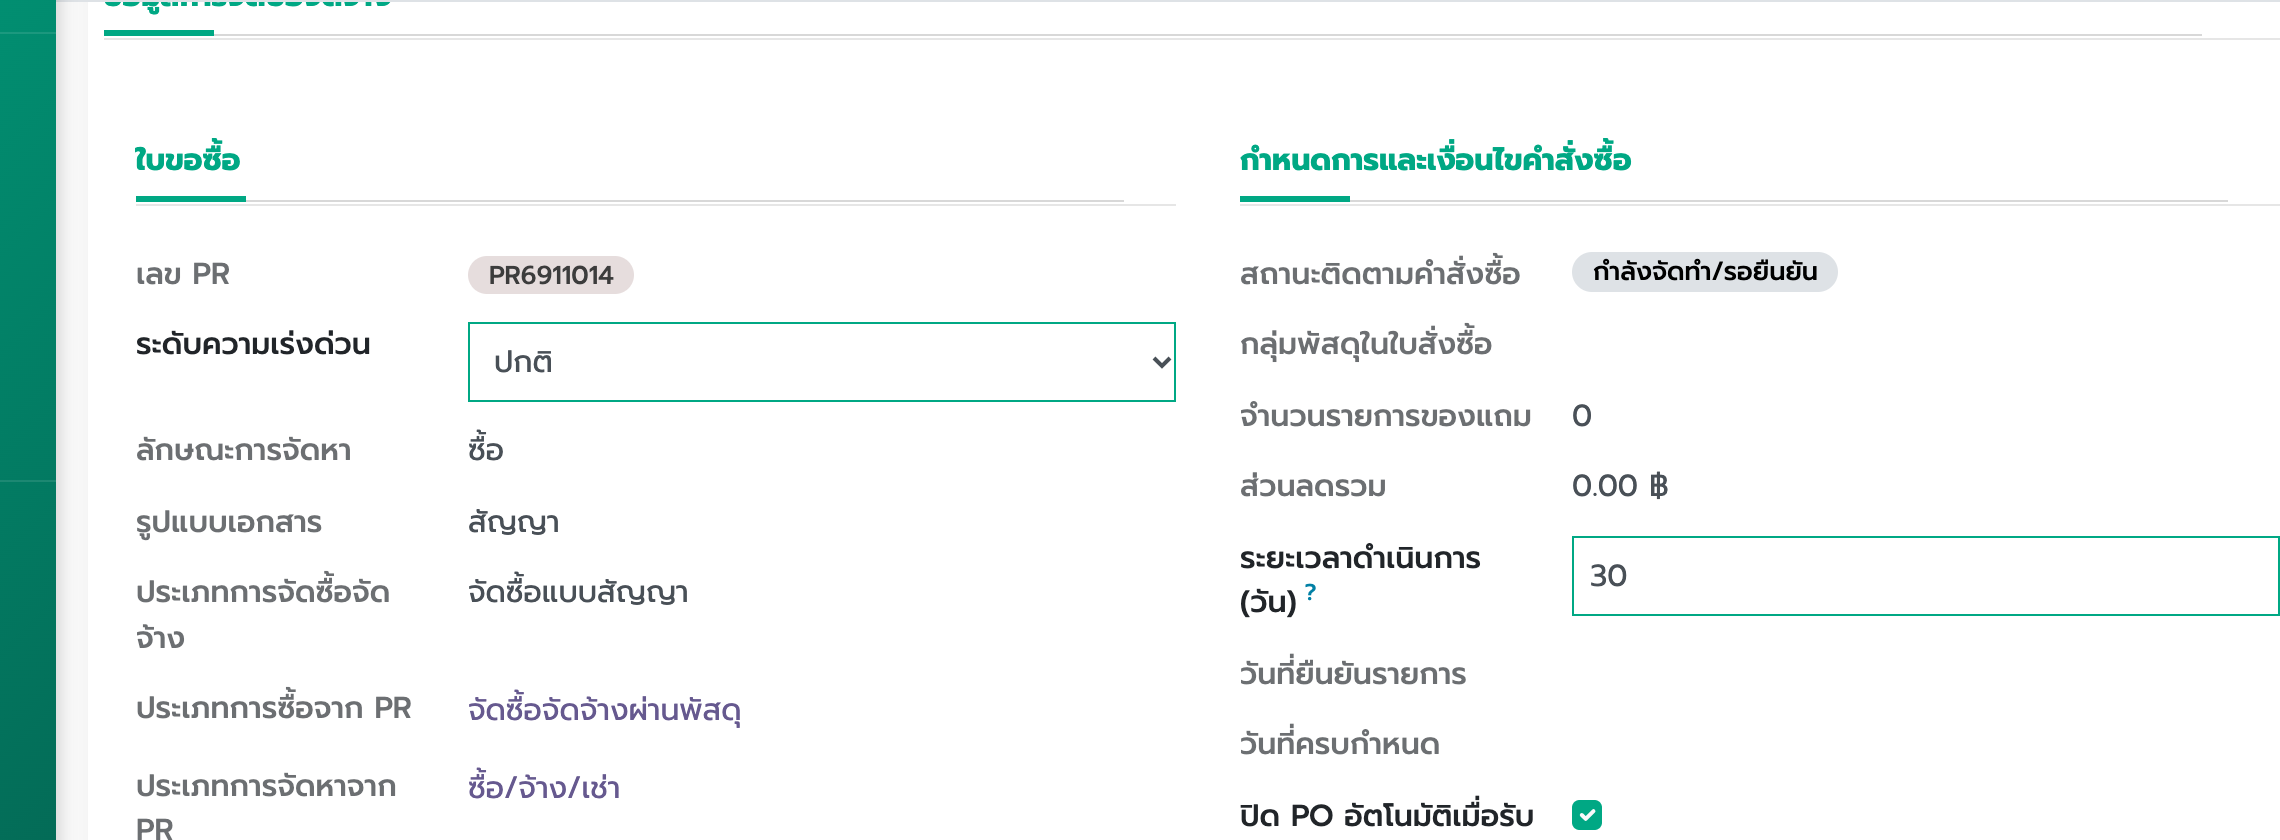 ใบขอซื้อ
เลข PR
PR6911014
ระดับความเร่งด่วน
ปกติ
ลักษณะการจัดหา
ซื้อ
รูปแบบเอกสาร
สัญญา
ประเภทการจัดซื้อจัด
จ้าง
จัดซื้อแบบสัญญา
ประเภทการซื้อจาก PR
จัดซื้อจัดจ้างผ่านพัสดุ
ประเภทการจัดหาจาก
PR
ซื้อ/จ้าง/เช่า
กำหนดการและเงื่อนไขคำสั่งซื้อ
สถานะติดตามคำสั่งซื้อ
กำลังจัดทำ/รอยืนยัน
กลุ่มพัสดุในใบสั่งซื้อ
จำนวนรายการของแถม
0
ส่วนลดรวม
0.00 ฿
ระยะเวลาดำเนินการ
(วัน) ?
30
วันที่ยืนยันรายการ
วันที่ครบกำหนด
ปิด PO อัตโนมัติเมื่อรับ